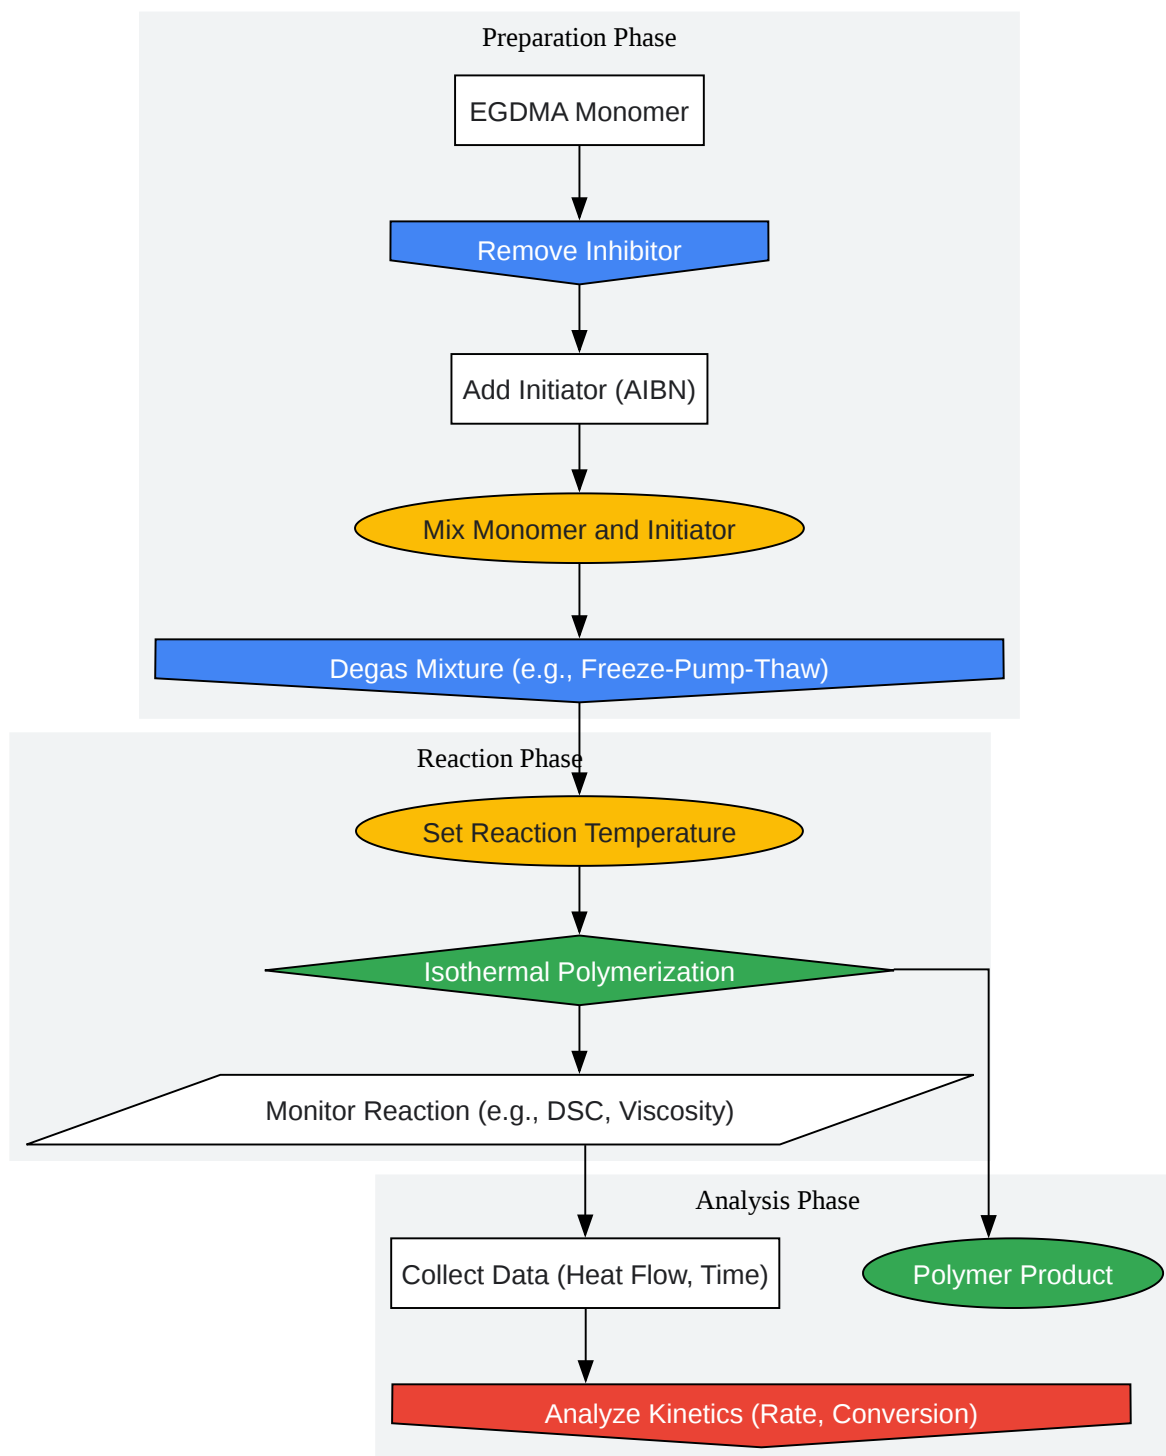 Preparation Phase
EGDMA Monomer
Remove Inhibitor
Add Initiator (AIBN)
Mix Monomer and Initiator
Degas Mixture (e.g., Freeze-Pump-Thaw)
Reaction Phase
Set Reaction Temperature
Isothermal Polymerization
Monitor Reaction (e.g., DSC, Viscosity)
Analysis Phase
Collect Data (Heat Flow, Time)
Polymer Product
Analyze Kinetics (Rate, Conversion)